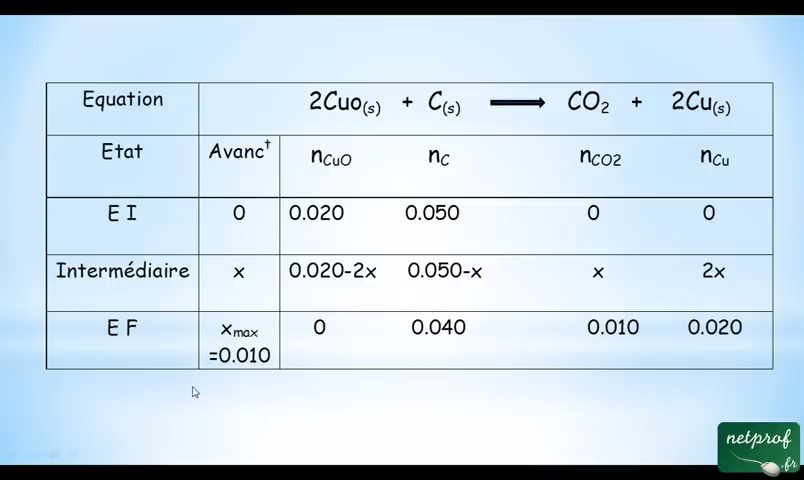 Equation 2Cuo(s) + C(s) ⟶ CO2 + 2Cu(s)
Etat Avanct nCuO nC nCO2 nCu
E I 0 0.020 0.050 0 0
Intermédiaire x 0.020-2x 0.050-x x 2x
E F xmax 0 0.040 0.010 0.020
=0.010
netprof
.fr